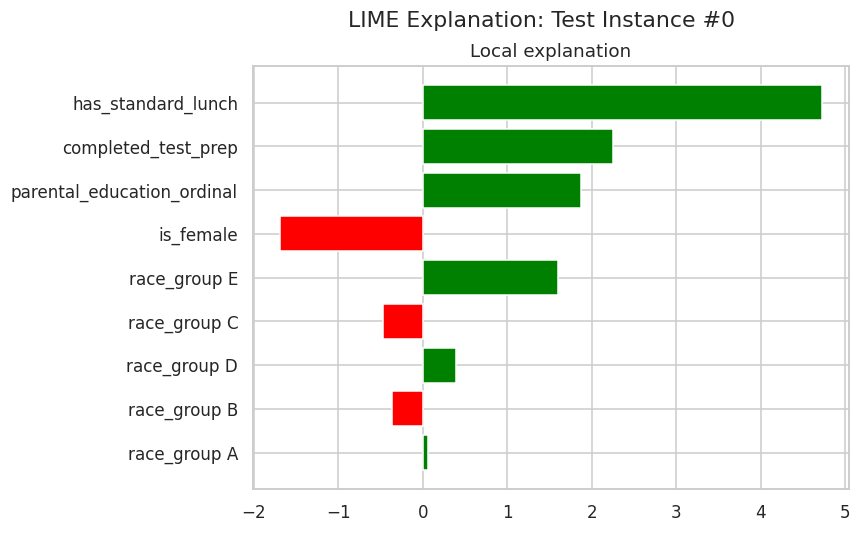 LIME Explanation: Test Instance #0
Local explanation
has_standard_lunch
completed_test_prep
parental_education_ordinal
is_female
race_group E
race_group C
race_group D
race_group B
race_group A
−2 −1 0 1 2 3 4 5